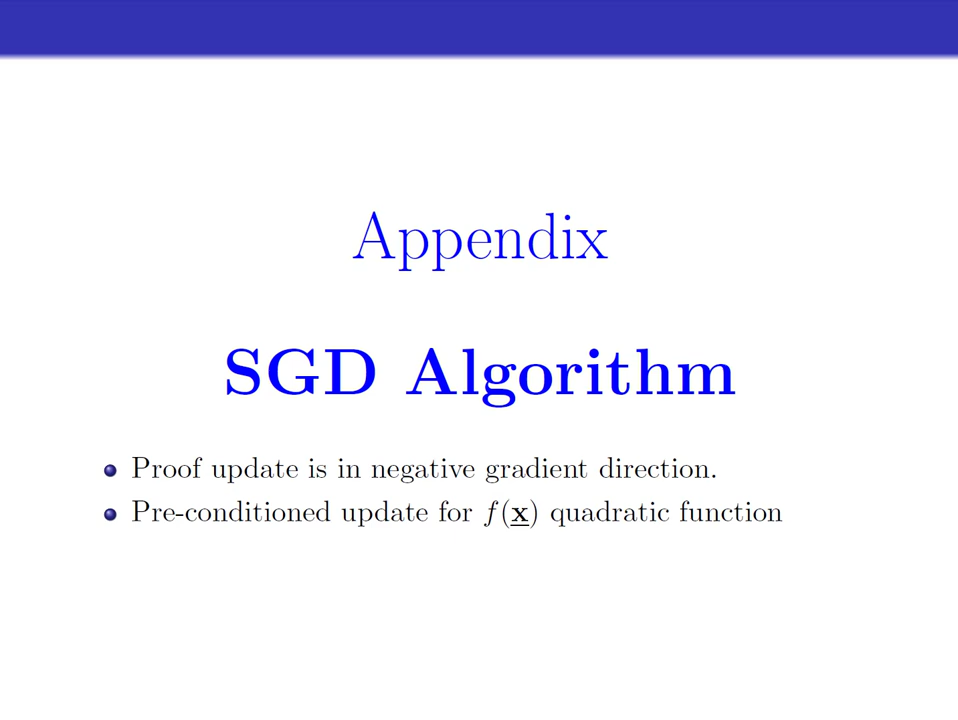 Appendix
SGD Algorithm
Proof update is in negative gradient direction.
Pre-conditioned update for f(x) quadratic function